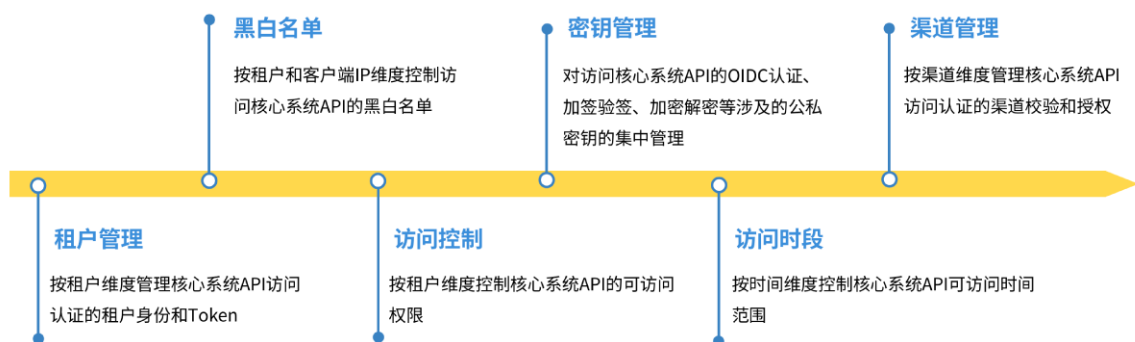 黑白名单
按租户和客户端IP维度控制访
问核心系统API的黑白名单
密钥管理
对访问核心系统API的OIDC认证、
加签验签、加密解密等涉及的公私
密钥的集中管理
渠道管理
按渠道维度管理核心系统API
访问认证的渠道校验和授权
租户管理
按租户维度管理核心系统API访问
认证的租户身份和Token
访问控制
按租户维度控制核心系统API的可访问
权限
访问时段
按时间维度控制核心系统API可访问时间
范围